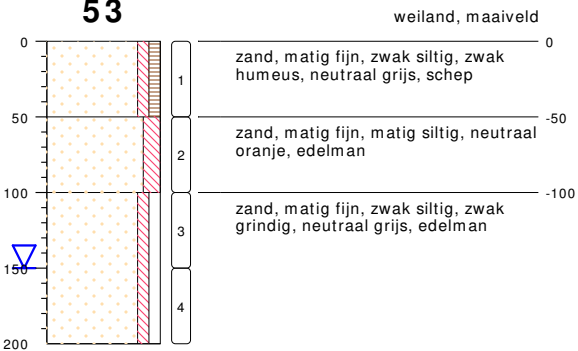 53
weiland, maaiveld
0
0
zand, matig fijn, zwak siltig, zwak
humeus, neutraal grijs, schep
1
50
-50
zand, matig fijn, matig siltig, neutraal
oranje, edelman
2
100
-100
zand, matig fijn, zwak siltig, zwak
grindig, neutraal grijs, edelman
3
150
4
200